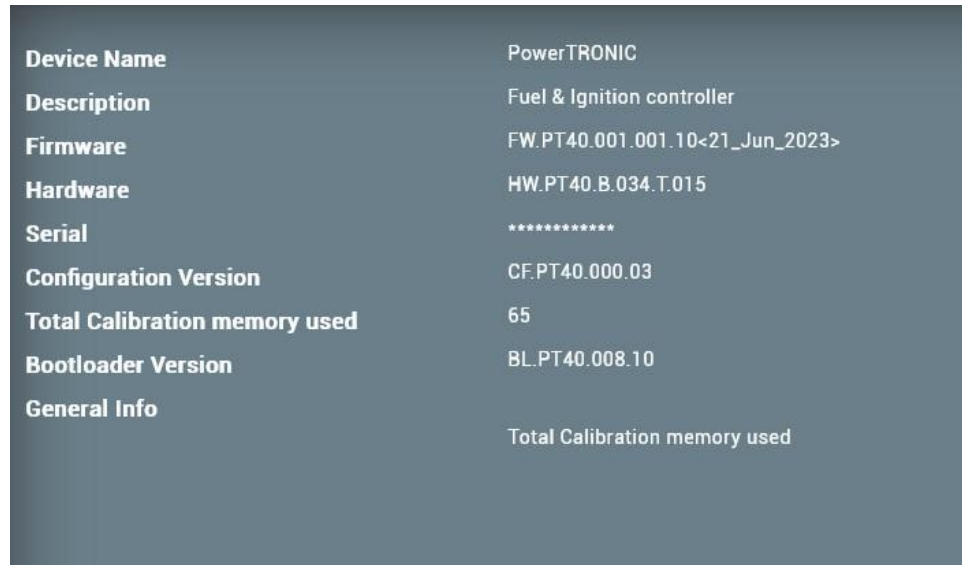 Device Name PowerTRONIC
Description Fuel & Ignition controller
Firmware FW.PT40.001.001.10<21_Jun_2023>
Hardware HW.PT40.B.034.T.015
Serial ************
Configuration Version CF.PT40.000.03
Total Calibration memory used 65
Bootloader Version BL.PT40.008.10
General Info
Total Calibration memory used